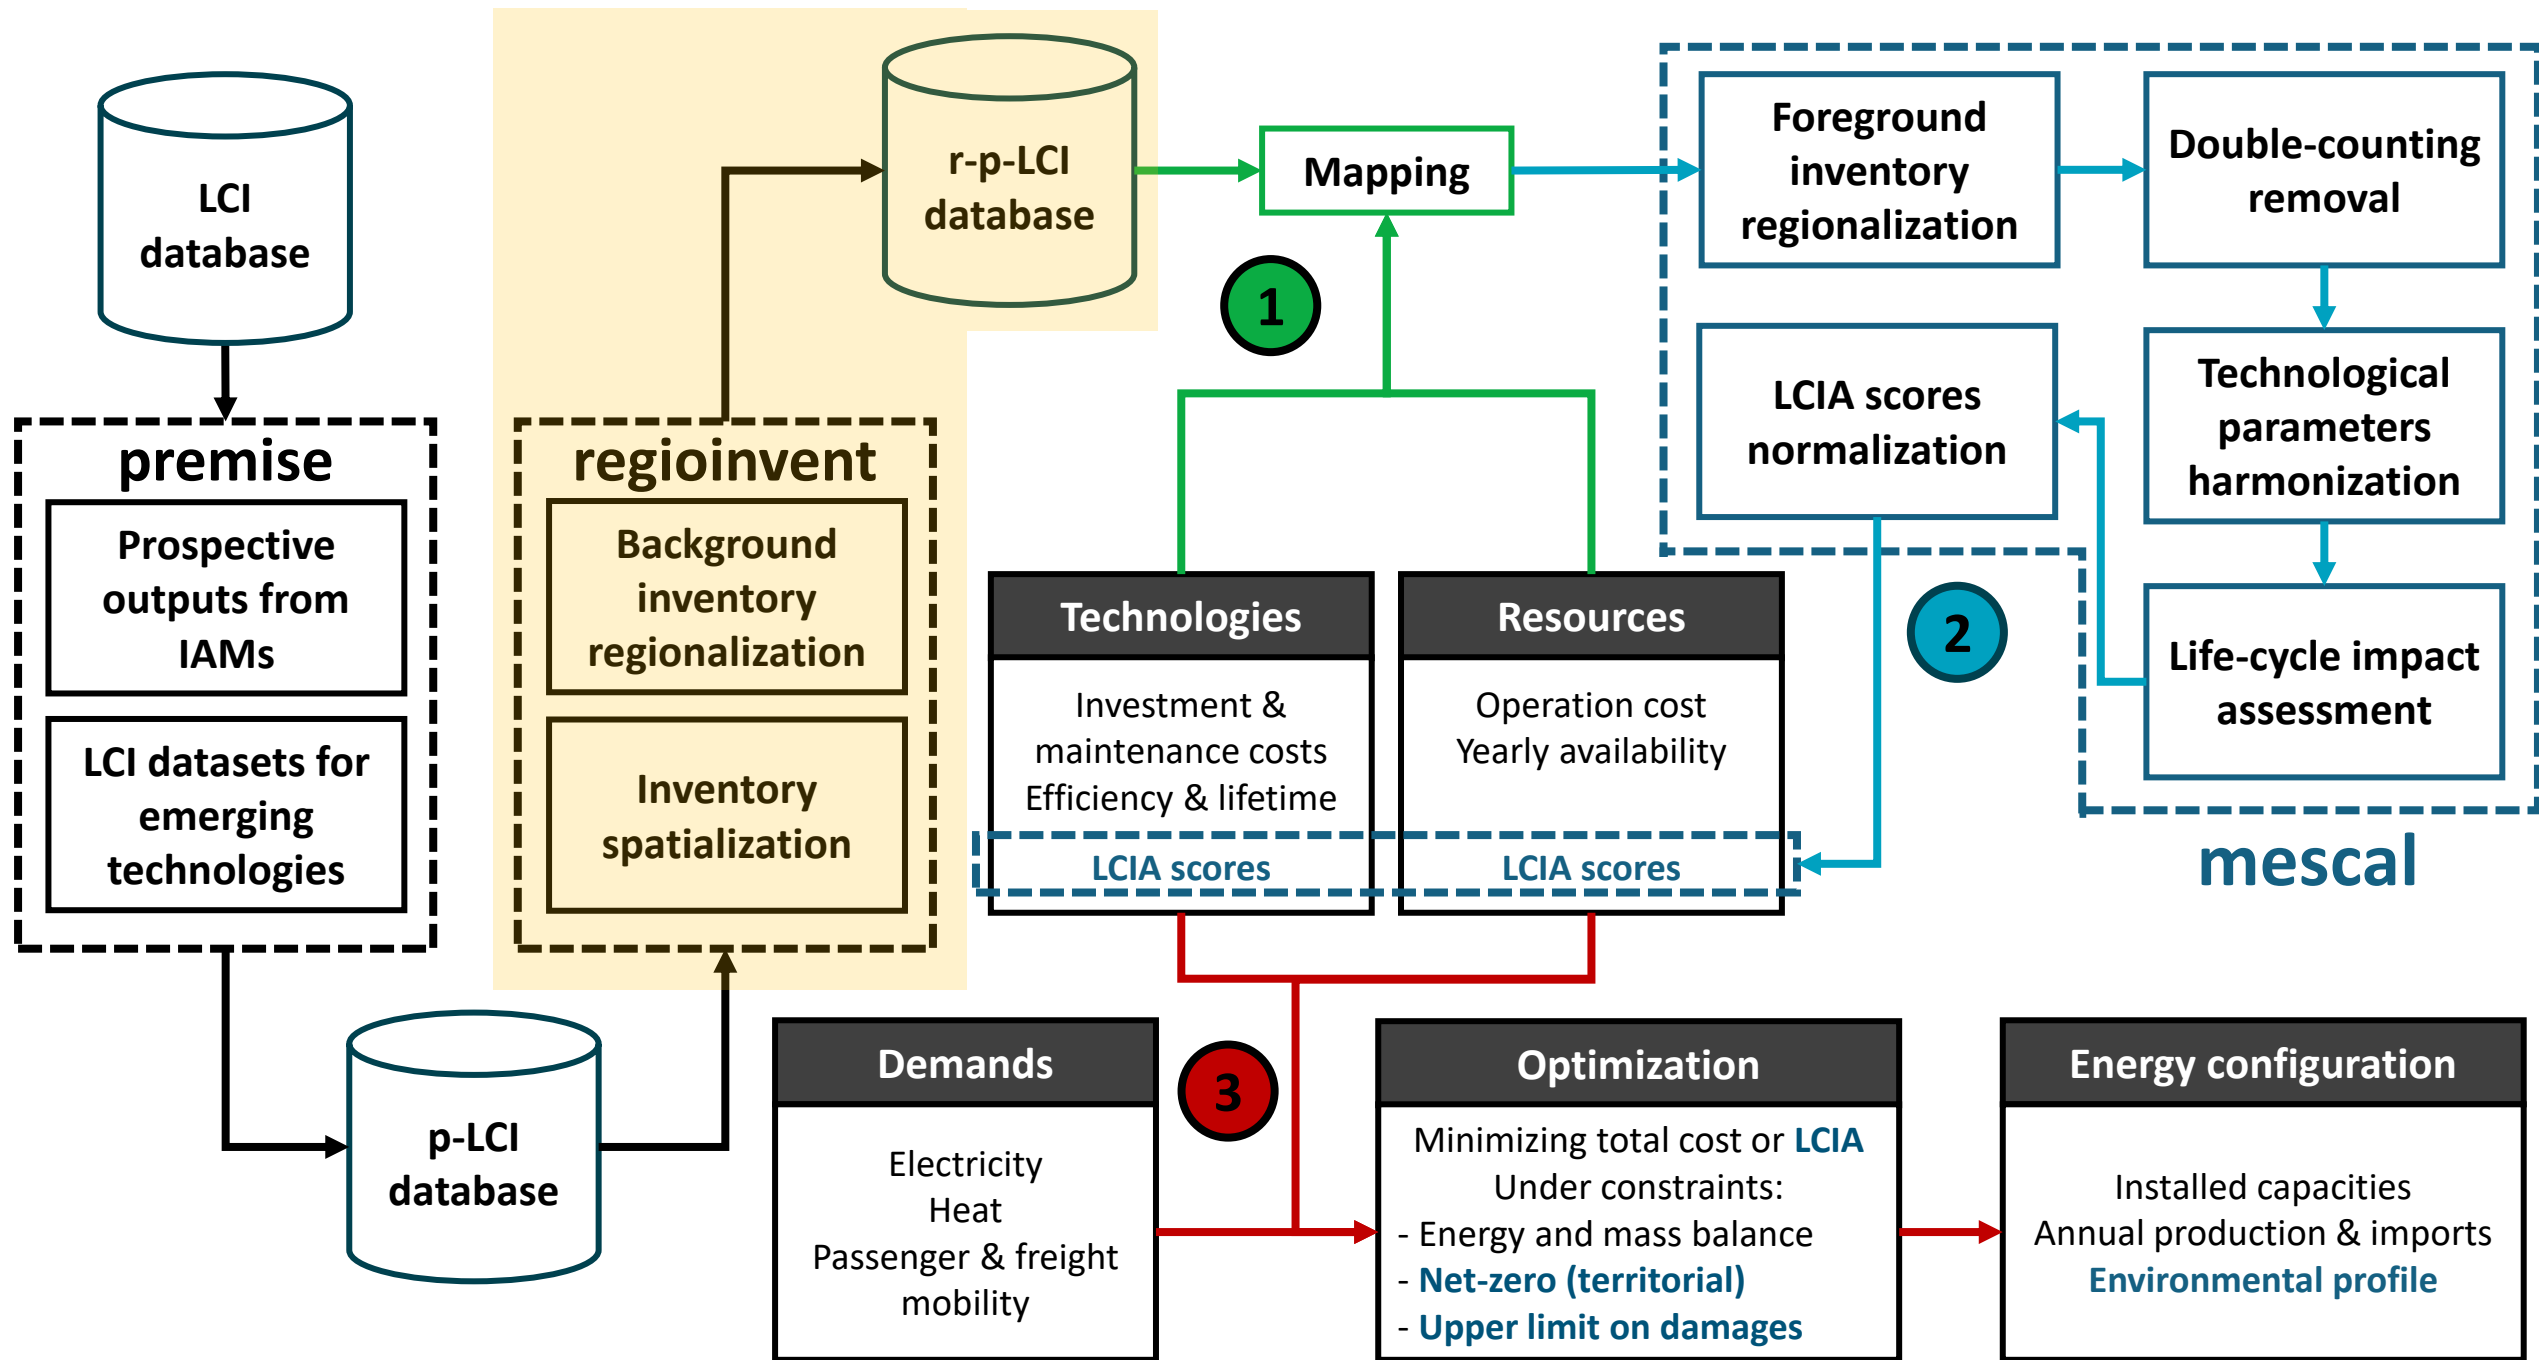 LCI
database
premise
Prospective
outputs from
IAMs
LCI datasets for
emerging
technologies
p-LCI
database
regioinvent
Background
inventory
regionalization
Inventory
spatialization
r-p-LCI
database
Mapping
1
Foreground
inventory
regionalization
Double-counting
removal
Technological
parameters
harmonization
Life-cycle impact
assessment
LCIA scores
normalization
mescal
2
Technologies
Investment &
maintenance costs
Efficiency & lifetime
LCIA scores
Resources
Operation cost
Yearly availability
LCIA scores
3
Demands
Electricity
Heat
Passenger & freight
mobility
Optimization
Minimizing total cost or LCIA
Under constraints:
- Energy and mass balance
- Net-zero (territorial)
- Upper limit on damages
Energy configuration
Installed capacities
Annual production & imports
Environmental profile